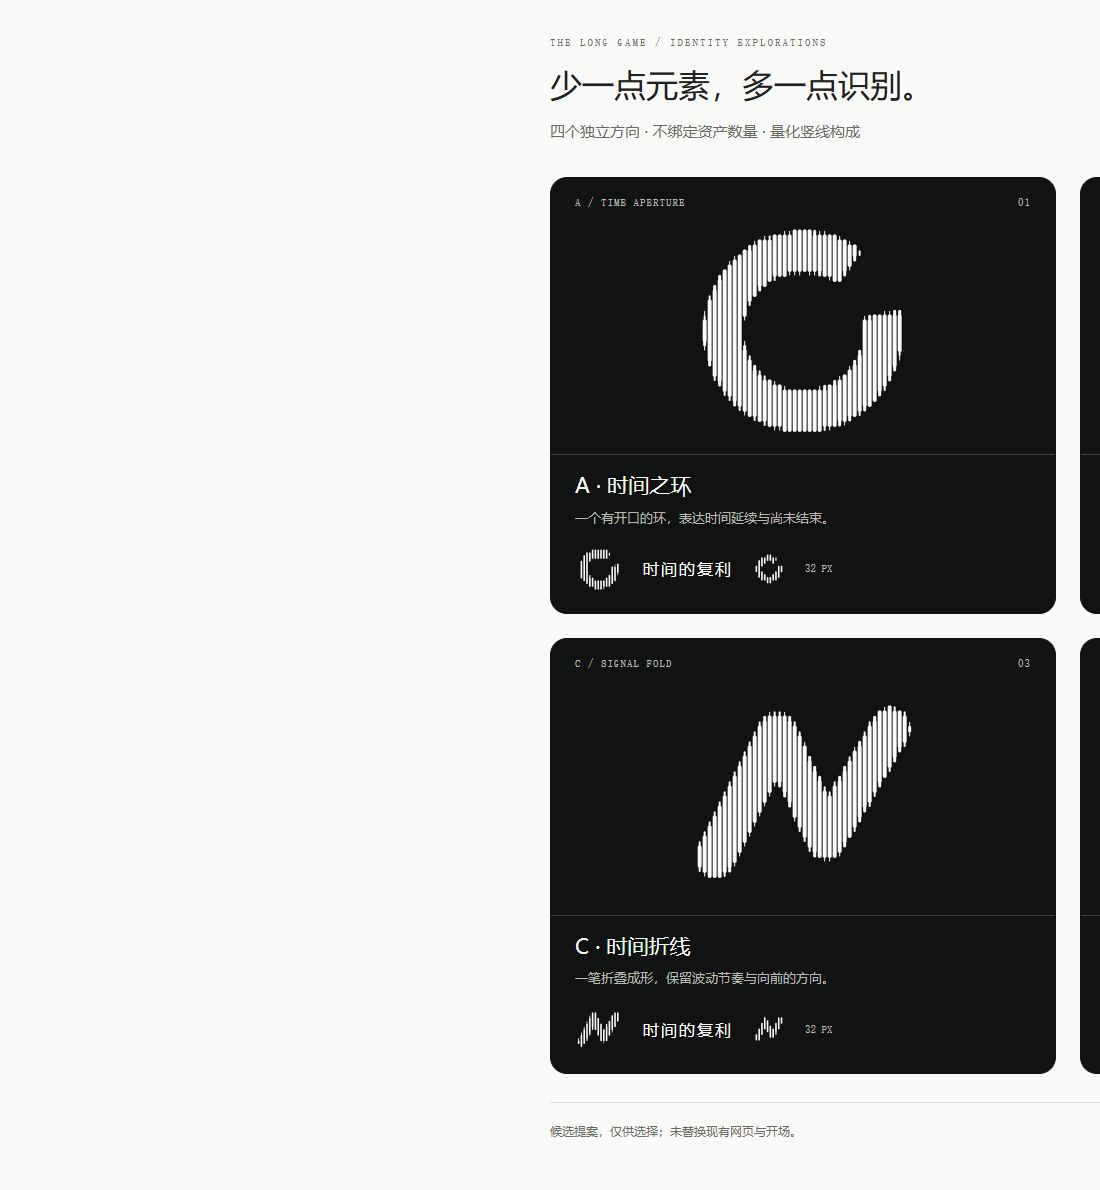 THE LONG GAME / IDENTITY EXPLORATIONS
少一点元素，多一点识别。
四个独立方向 · 不绑定资产数量 · 量化竖线构成
A / TIME APERTURE
01
A · 时间之环
一个有开口的环，表达时间延续与尚未结束。
时间的复利
32 PX
C / SIGNAL FOLD
03
C · 时间折线
一笔折叠成形，保留波动节奏与向前的方向。
时间的复利
32 PX
候选提案，仅供选择；未替换现有网页与开场。